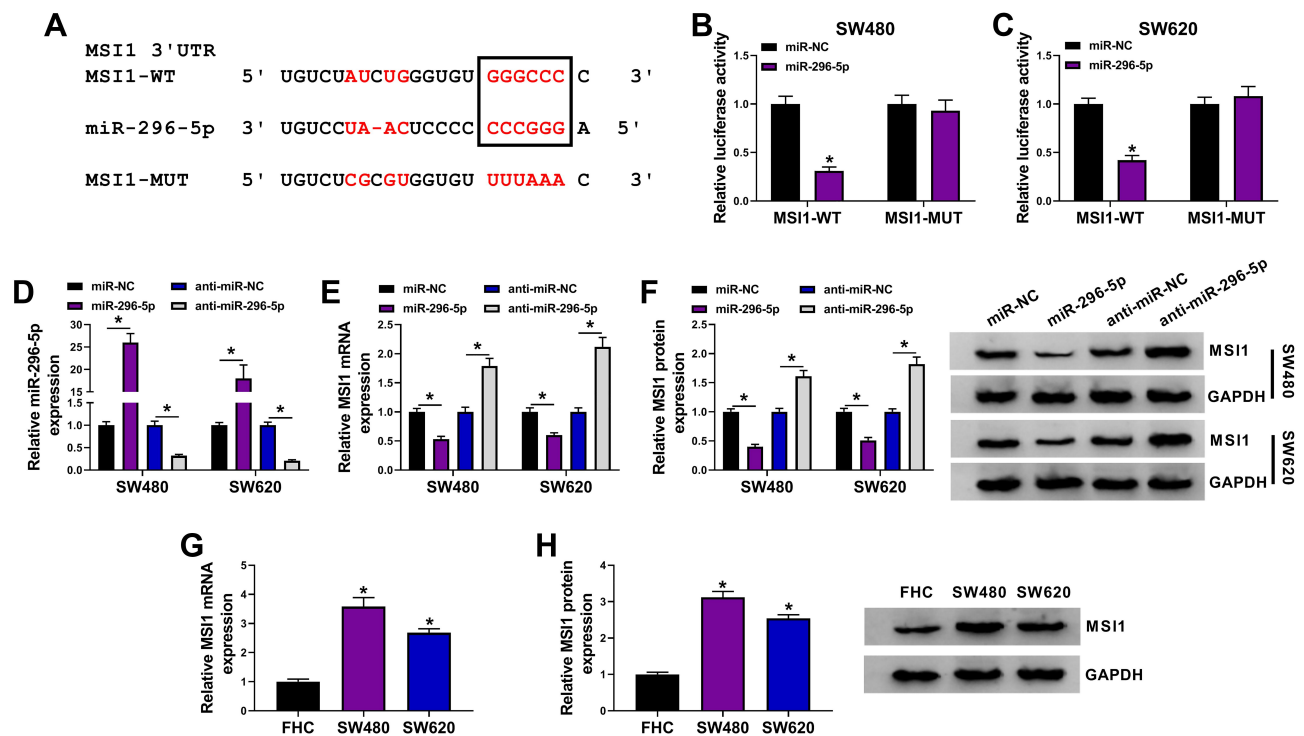 A
MSI1 3'UTR
MSI1-WT 5' UGUCUAUCUGGGUGU GGGCCC C 3'
miR-296-5p 3' UGUCCUA-ACUCCCC CCCGGG A 5'
MSI1-MUT 5' UGUCUCGCGUGGUGU UUUAAA C 3'
B
SW480
miR-NC
miR-296-5p
Relative luciferase activity
1.5
1.0
0.5
0.0
*
MSI1-WT MSI1-MUT
C
SW620
miR-NC
miR-296-5p
Relative luciferase activity
1.5
1.0
0.5
0.0
*
MSI1-WT MSI1-MUT
D
miR-NC anti-miR-NC
miR-296-5p anti-miR-296-5p
Relative miR-296-5p
expression
30
25
20
15
1.5
1.0
0.5
0.0
* * * *
SW480 SW620
E
miR-NC anti-miR-NC
miR-296-5p anti-miR-296-5p
Relative MSI1 mRNA
expression
2.5
2.0
1.5
1.0
0.5
0.0
* * * *
SW480 SW620
F
miR-NC anti-miR-NC
miR-296-5p anti-miR-296-5p
Relative MSI1 protein
expression
2.5
2.0
1.5
1.0
0.5
0.0
* * * *
SW480 SW620
miR-NC miR-296-5p anti-miR-NC anti-miR-296-5p
MSI1
GAPDH
SW480
MSI1
GAPDH
SW620
G
Relative MSI1 mRNA
expression
5
4
3
2
1
0
* *
FHC SW480 SW620
H
Relative MSI1 protein
expression
4
3
2
1
0
* *
FHC SW480 SW620
FHC SW480 SW620
MSI1
GAPDH